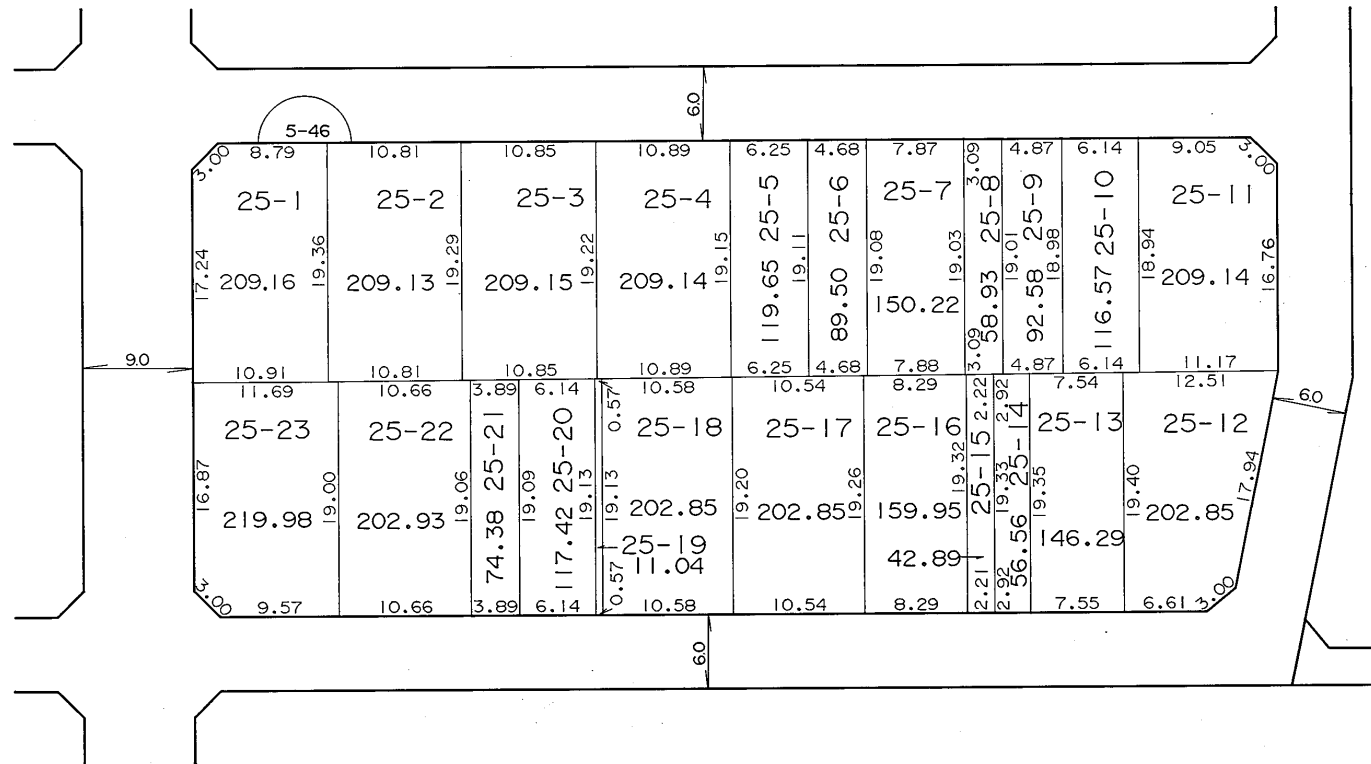 6.0
5-46
3.00 8.79 10.81 10.85 10.89 6.25 4.68 7.87 3.09 4.87 6.14 9.05 3.00
25-1 25-2 25-3 25-4 25-5 25-6 25-7 25-8 25-9 25-10 25-11
17.24 19.36 19.29 19.22 19.15 19.11 19.08 19.03 19.01 18.98 18.94 16.76
209.16 209.13 209.15 209.14 119.65 89.50 150.22 58.93 92.58 116.57 209.14
10.91 10.81 10.85 10.89 6.25 4.68 7.88 3.09 4.87 6.14 11.17
9.0
6.0
11.69 10.66 3.89 6.14 0.57 10.58 10.54 8.29 2.22 2.92 7.54 12.51
25-23 25-22 25-21 25-20 25-18 25-17 25-16 25-15 25-14 25-13 25-12
16.87 19.00 19.06 19.09 19.13 19.13 19.20 19.26 19.32 19.33 19.35 19.40 17.94
219.98 202.93 74.38 117.42 202.85 202.85 159.95 56.56 146.29 202.85
25-19
11.04
42.89
3.00 9.57 10.66 3.89 6.14 0.57 10.58 10.54 8.29 2.21 2.92 7.55 6.61 3.00
6.0